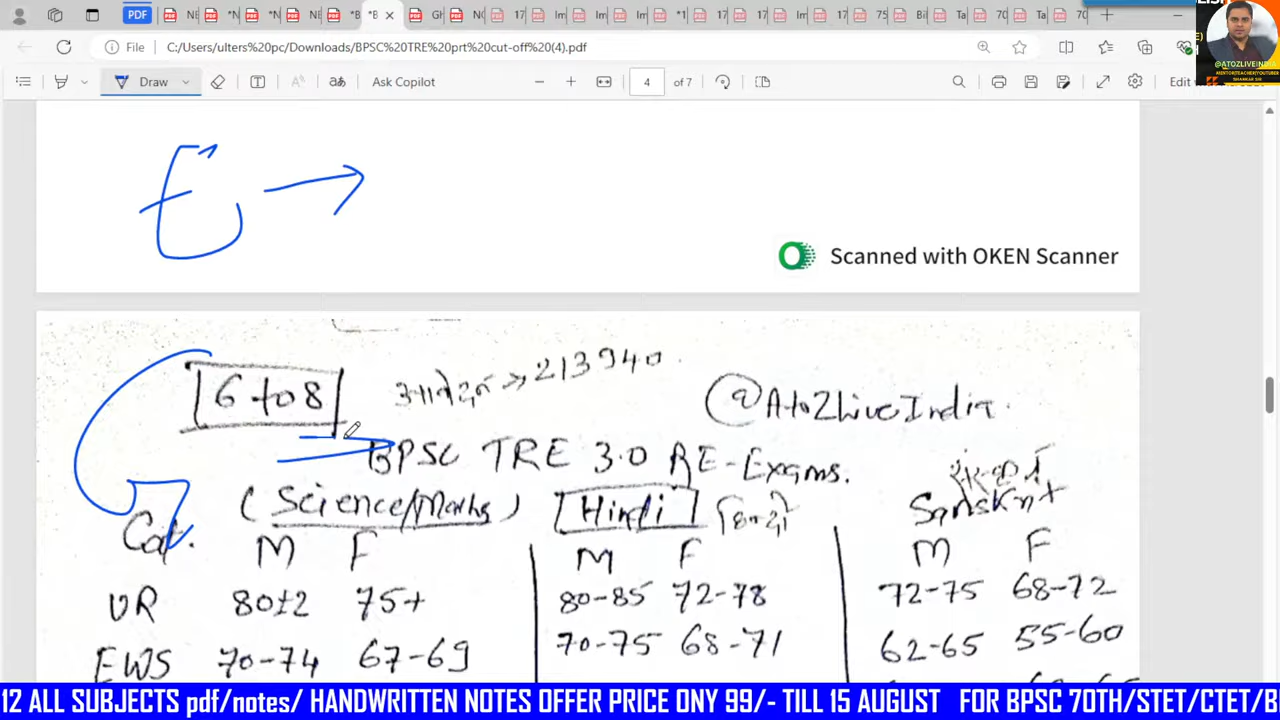 PDF
File C:/Users/ulters%20pc/Downloads/BPSC%20TRE%20prt%20cut-off%20(4).pdf
@ATOZLIVEINDIA
Draw Ask Copilot 4 of 7 Edit
Scanned with OKEN Scanner
6 to 8 → 213940 @AtoZLiveIndia.
BPSC TRE 3.0 RE-Exams.
(Science/Maths) Hindi संस्कृत Sanskrit
Cat. M F M F M F
UR 80±2 75+ 80-85 72-78 72-75 68-72
EWS 70-74 67-69 70-75 68-71 62-65 55-60
12 ALL SUBJECTS pdf/notes/ HANDWRITTEN NOTES OFFER PRICE ONY 99/- TILL 15 AUGUST FOR BPSC 70TH/STET/CTET/B